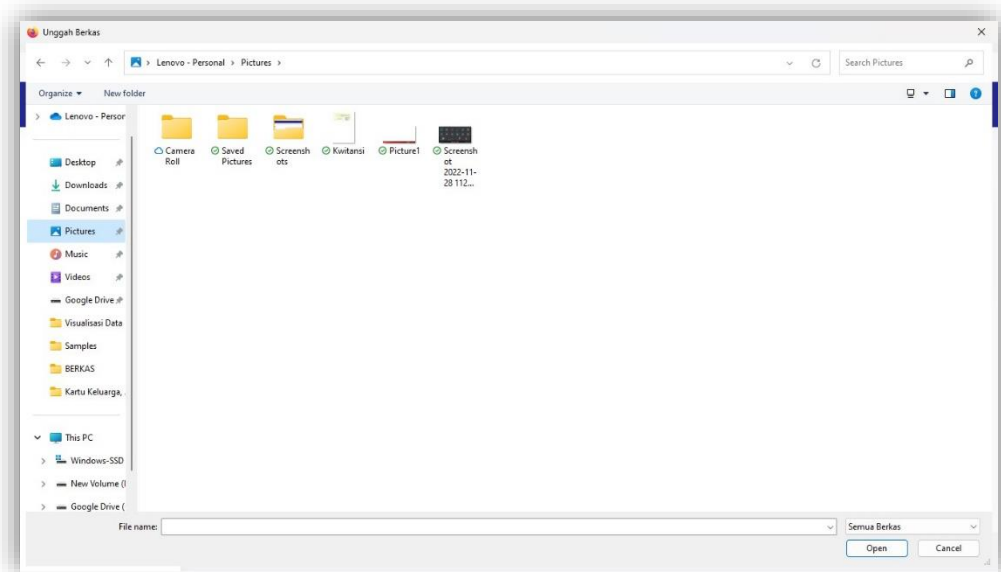 Unggah Berkas
Lenovo - Personal > Pictures >
Search Pictures
Organize
New folder
Lenovo - Person
Desktop
Downloads
Documents
Pictures
Music
Videos
Google Drive
Visualisasi Data
Samples
BERKAS
Kartu Keluarga,
This PC
Windows-SSD
New Volume (
Google Drive (
Camera
Roll
Saved
Pictures
Screensh
ots
Kwitansi
Picture1
Screensh
ot
2022-11-
28 112...
File name:
Semua Berkas
Open
Cancel